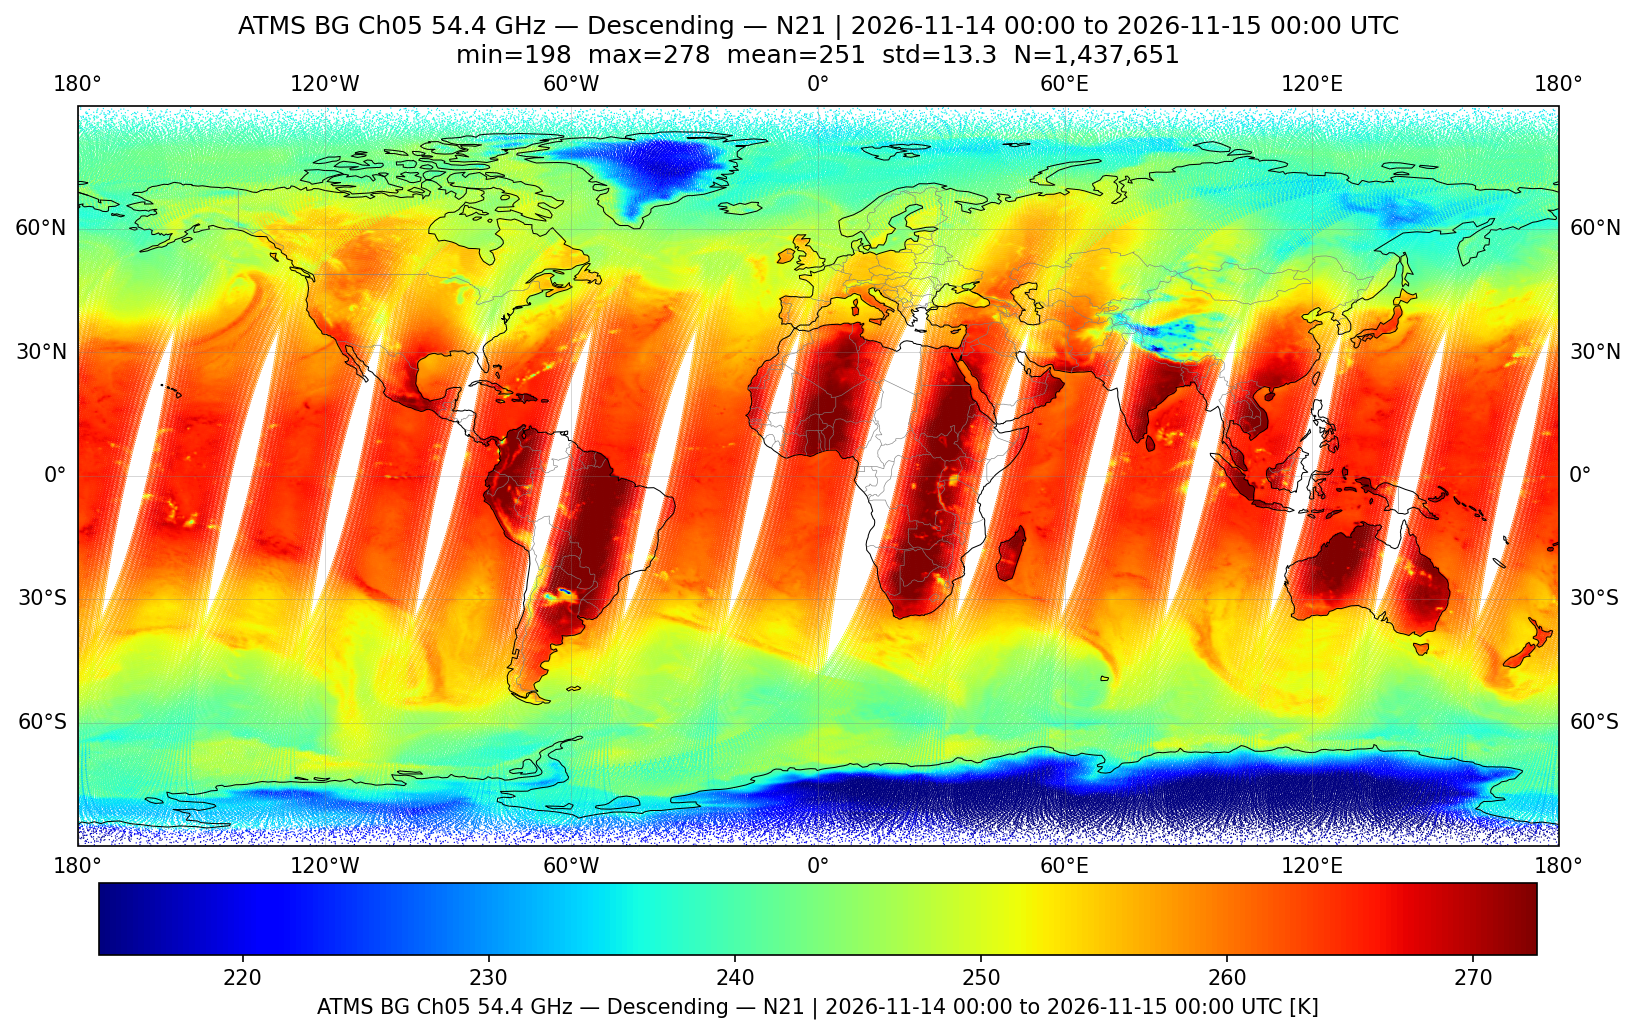 ATMS BG Ch05 54.4 GHz — Descending — N21 | 2026-11-14 00:00 to 2026-11-15 00:00 UTC
min=198 max=278 mean=251 std=13.3 N=1,437,651
180° 120°W 60°W 0° 60°E 120°E 180°
60°N 60°N
30°N 30°N
0° 0°
30°S 30°S
60°S 60°S
180° 120°W 60°W 0° 60°E 120°E 180°
220 230 240 250 260 270
ATMS BG Ch05 54.4 GHz — Descending — N21 | 2026-11-14 00:00 to 2026-11-15 00:00 UTC [K]